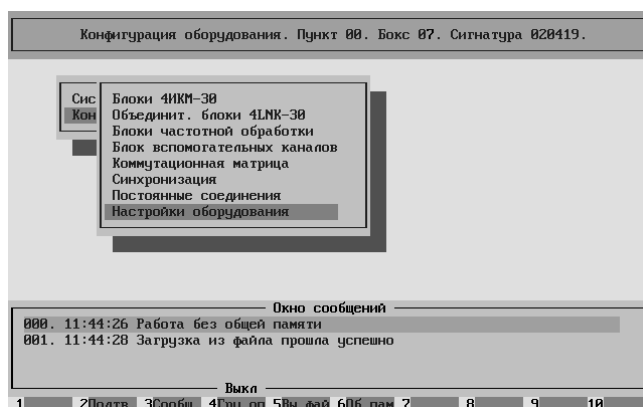 Конфигурация оборудования. Пункт 00. Бокс 07. Сигнатура 020419.
Сис
Кон
Блоки 4ИКМ-30
Объединит. блоки 4LNK-30
Блоки частотной обработки
Блок вспомогательных каналов
Коммутационная матрица
Синхронизация
Постоянные соединения
Настройки оборудования
Окно сообщений
000. 11:44:26 Работа без общей памяти
001. 11:44:28 Загрузка из файла прошла успешно
Выкл
1 2Подтв 3Сообщ 4Гру оп 5Вы фай 6Об пам 7 8 9 10